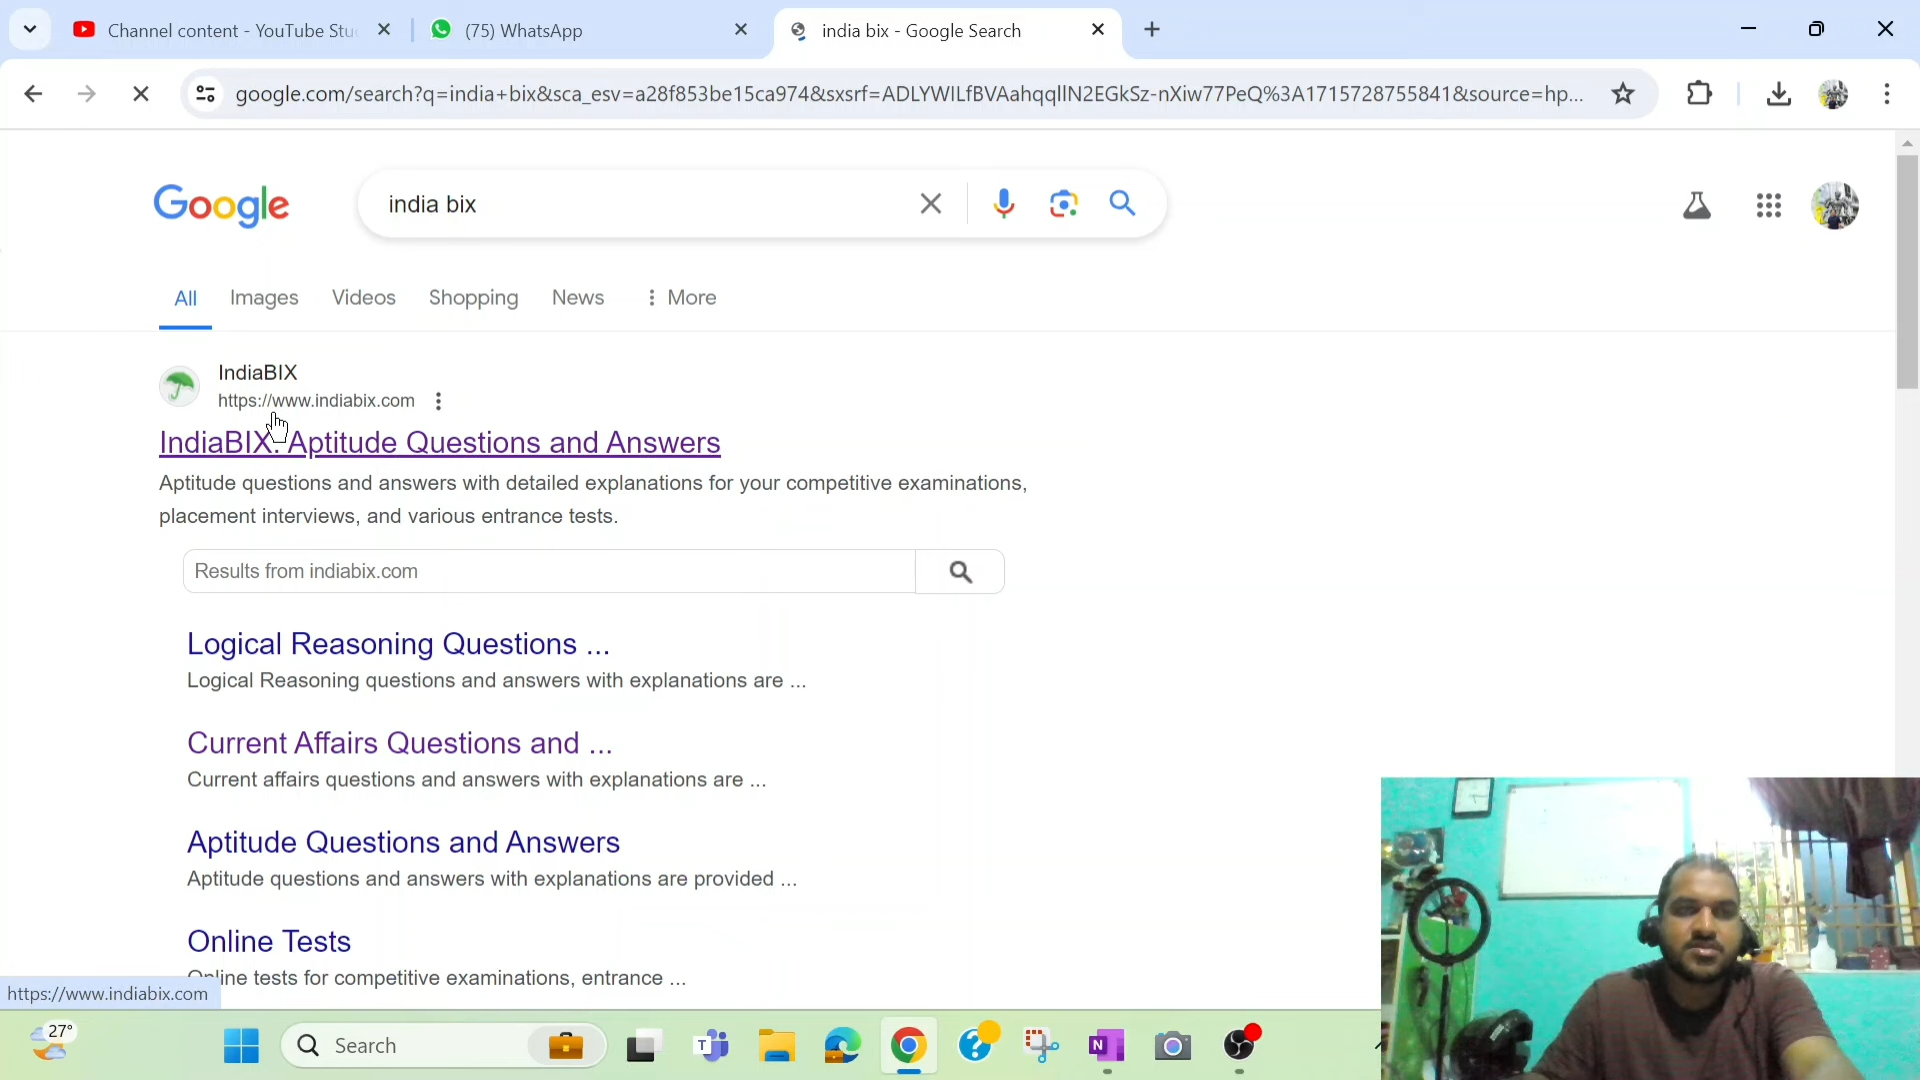 Channel content - YouTube Stu
(75) WhatsApp
india bix - Google Search
google.com/search?q=india+bix&sca_esv=a28f853be15ca974&sxsrf=ADLYWILfBVAahqqllN2EGkSz-nXiw77PeQ%3A1715728755841&source=hp...
Google
india bix
All
Images
Videos
Shopping
News
More
IndiaBIX
https://www.indiabix.com
IndiaBIX: Aptitude Questions and Answers
Aptitude questions and answers with detailed explanations for your competitive examinations,
placement interviews, and various entrance tests.
Results from indiabix.com
Logical Reasoning Questions ...
Logical Reasoning questions and answers with explanations are ...
Current Affairs Questions and ...
Current affairs questions and answers with explanations are ...
Aptitude Questions and Answers
Aptitude questions and answers with explanations are provided ...
Online Tests
Online tests for competitive examinations, entrance ...
https://www.indiabix.com
27°
Search